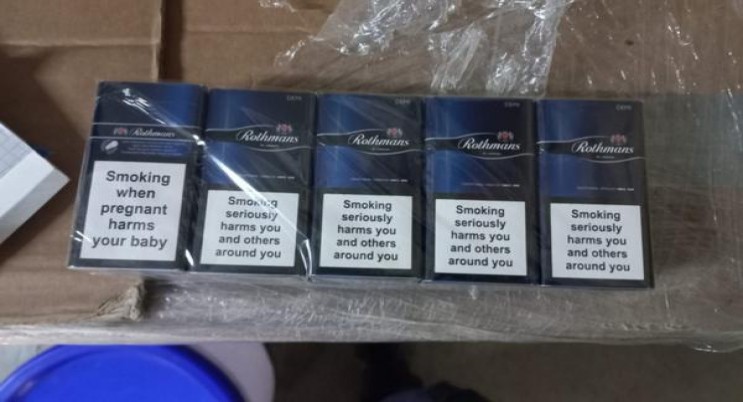 Rothmans
Smoking
when
pregnant
harms
your baby
Rothmans
Smoking
seriously
harms you
and others
around you
Rothmans
Smoking
seriously
harms you
and others
around you
Rothmans
Smoking
seriously
harms you
and others
around you
Rothmans
Smoking
seriously
harms you
and others
around you